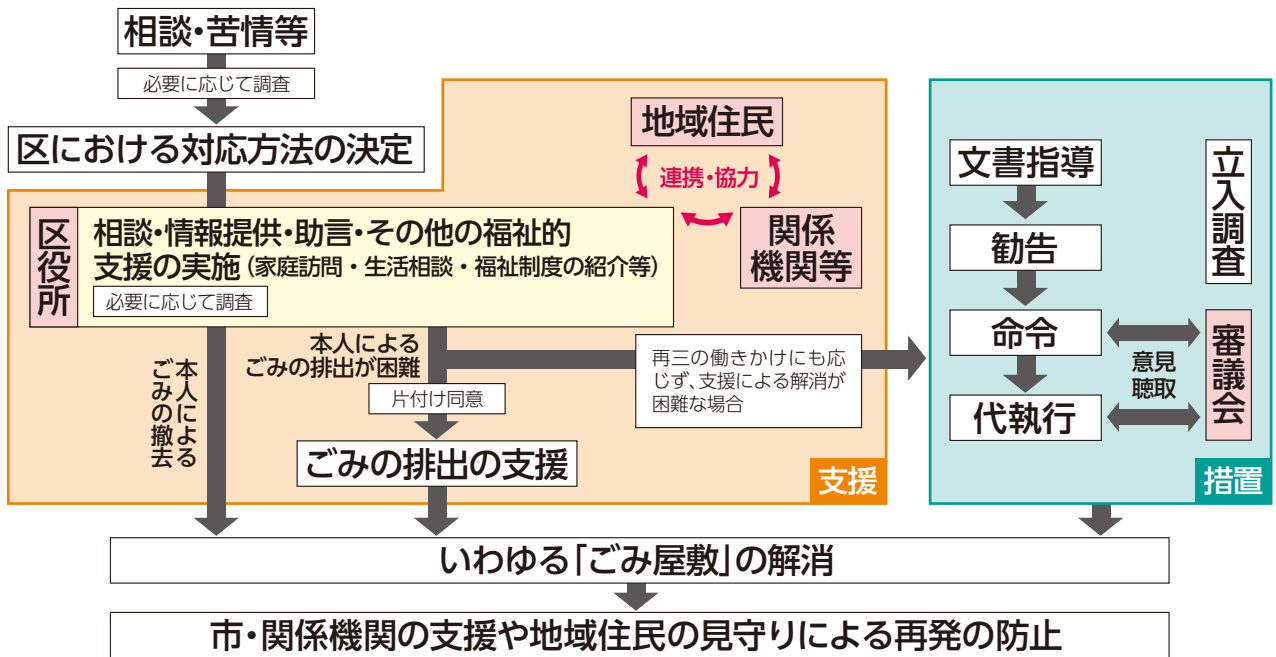 相談・苦情等
必要に応じて調査
区における対応方法の決定
地域住民
連携・協力
関係
機関等
区役所
相談・情報提供・助言・その他の福祉的
支援の実施（家庭訪問・生活相談・福祉制度の紹介等）
必要に応じて調査
本人による
ごみの撤去
本人による
ごみの排出が困難
片付け同意
ごみの排出の支援
再三の働きかけにも応
じず、支援による解消が
困難な場合
支援
文書指導
勧告
命令
代執行
立入調査
意見
聴取
審議会
措置
いわゆる「ごみ屋敷」の解消
市・関係機関の支援や地域住民の見守りによる再発の防止